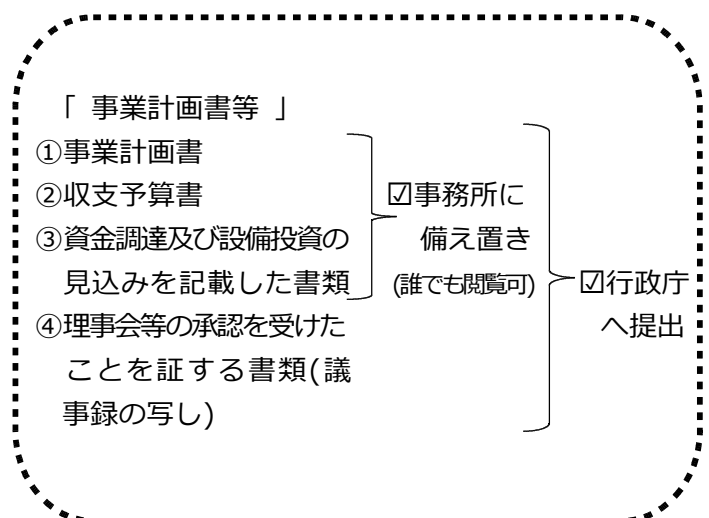 「 事業計画書等 」
①事業計画書
②収支予算書
③資金調達及び設備投資の
見込みを記載した書類
④理事会等の承認を受けた
ことを証する書類(議
事録の写し)
☑事務所に
備え置き
(誰でも閲覧可)
☑行政庁
へ提出